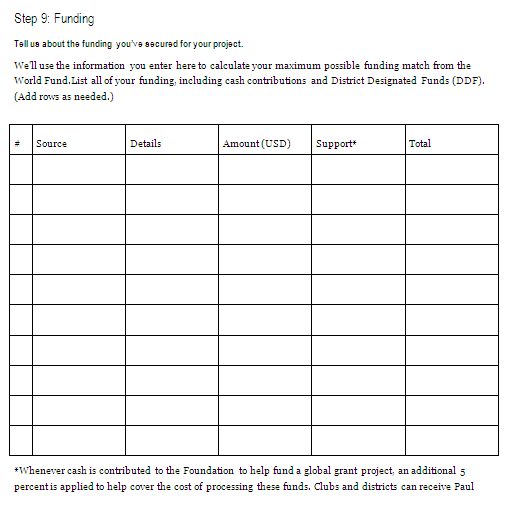 Step 9: Funding
Tell us about the funding you've secured for your project.
We'll use the information you enter here to calculate your maximum possible funding match from the
World Fund.List all of your funding, including cash contributions and District Designated Funds (DDF).
(Add rows as needed.)
# Source Details Amount (USD) Support* Total
*Whenever cash is contributed to the Foundation to help fund a global grant project, an additional 5
percent is applied to help cover the cost of processing these funds. Clubs and districts can receive Paul